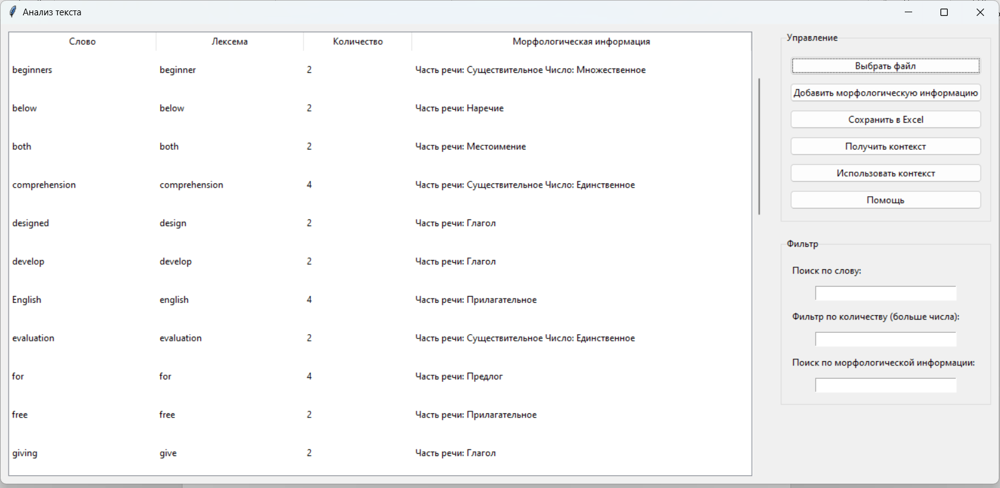 Анализ текста
Слово Лексема Количество Морфологическая информация
beginners beginner 2 Часть речи: Существительное Число: Множественное
below below 2 Часть речи: Наречие
both both 2 Часть речи: Местоимение
comprehension comprehension 4 Часть речи: Существительное Число: Единственное
designed design 2 Часть речи: Глагол
develop develop 2 Часть речи: Глагол
English english 4 Часть речи: Прилагательное
evaluation evaluation 2 Часть речи: Существительное Число: Единственное
for for 4 Часть речи: Предлог
free free 2 Часть речи: Прилагательное
giving give 2 Часть речи: Глагол
Управление
Выбрать файл
Добавить морфологическую информацию
Сохранить в Excel
Получить контекст
Использовать контекст
Помощь
Фильтр
Поиск по слову:
Фильтр по количеству (больше числа):
Поиск по морфологической информации: